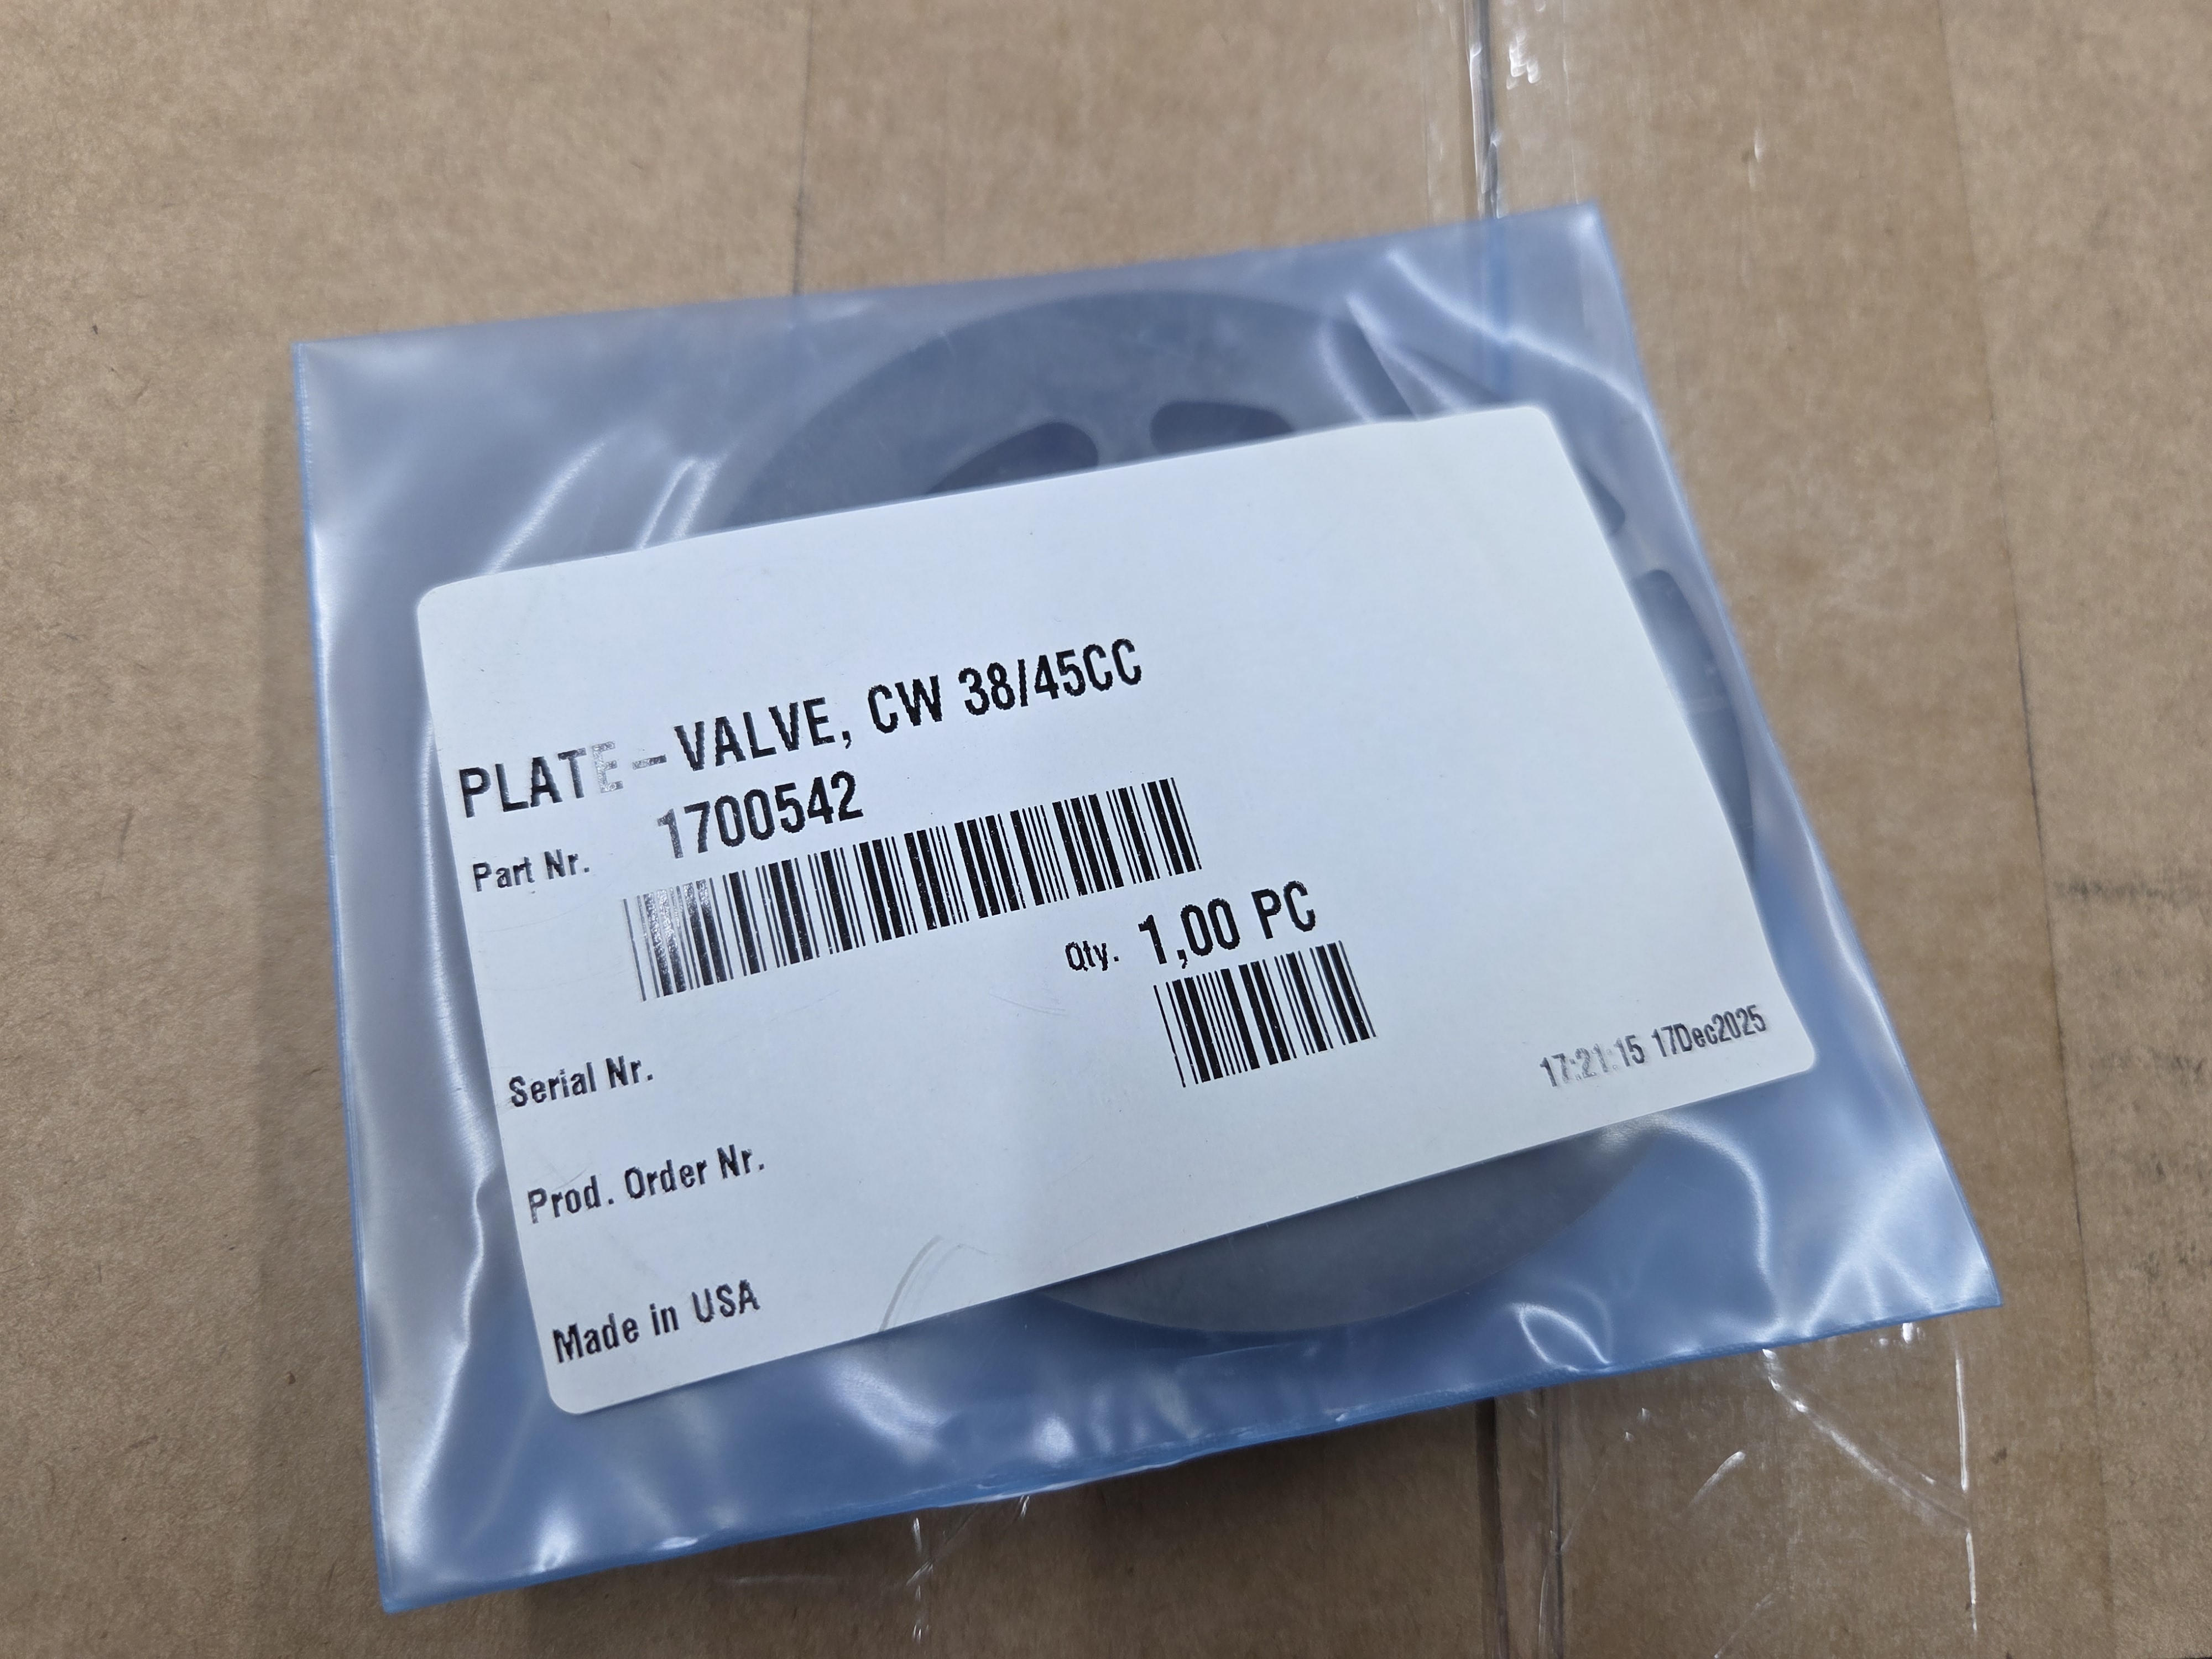 PLATE-VALVE, CW 38/45CC
Part Nr. 1700542
Qty. 1,00 PC
Serial Nr.
17:21:15 17Dec2025
Prod. Order Nr.
Made in USA